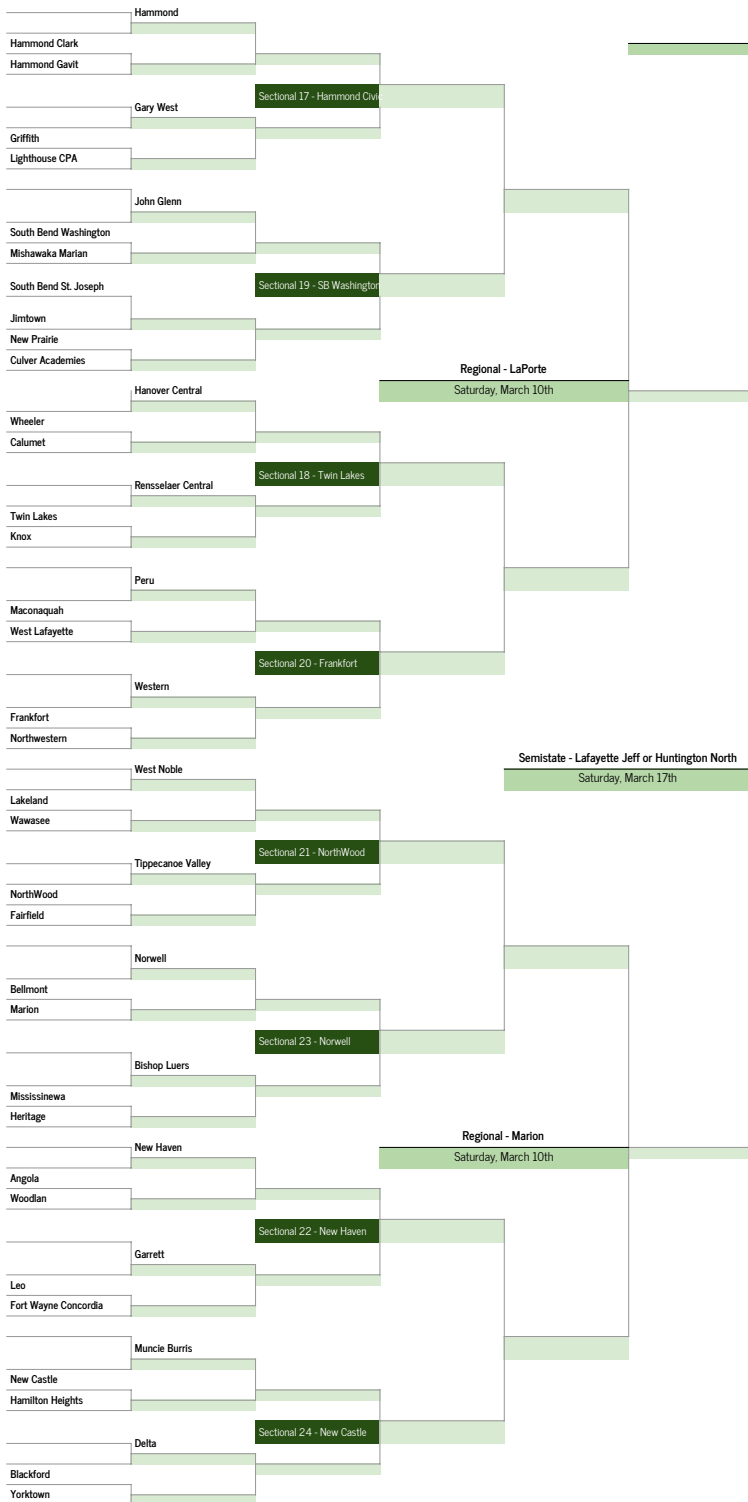 Hammond
Hammond Clark
Hammond Gavit
Sectional 17 - Hammond Civic
Gary West
Griffith
Lighthouse CPA
John Glenn
South Bend Washington
Mishawaka Marian
South Bend St. Joseph
Sectional 19 - SB Washington
Jimtown
New Prairie
Culver Academies
Regional - LaPorte
Saturday, March 10th
Hanover Central
Wheeler
Calumet
Sectional 18 - Twin Lakes
Rensselaer Central
Twin Lakes
Knox
Peru
Maconaquah
West Lafayette
Sectional 20 - Frankfort
Western
Frankfort
Northwestern
Semistate - Lafayette Jeff or Huntington North
Saturday, March 17th
West Noble
Lakeland
Wawasee
Sectional 21 - NorthWood
Tippecanoe Valley
NorthWood
Fairfield
Norwell
Bellmont
Marion
Sectional 23 - Norwell
Bishop Luers
Mississinewa
Heritage
Regional - Marion
Saturday, March 10th
New Haven
Angola
Woodlan
Sectional 22 - New Haven
Garrett
Leo
Fort Wayne Concordia
Muncie Burris
New Castle
Hamilton Heights
Sectional 24 - New Castle
Delta
Blackford
Yorktown